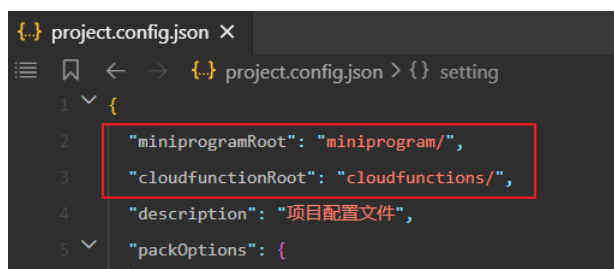 {..} project.config.json ×
{..} project.config.json > {} setting
1 {
2 "miniprogramRoot": "miniprogram/",
3 "cloudfunctionRoot": "cloudfunctions/",
4 "description": "项目配置文件",
5 "packOptions": {